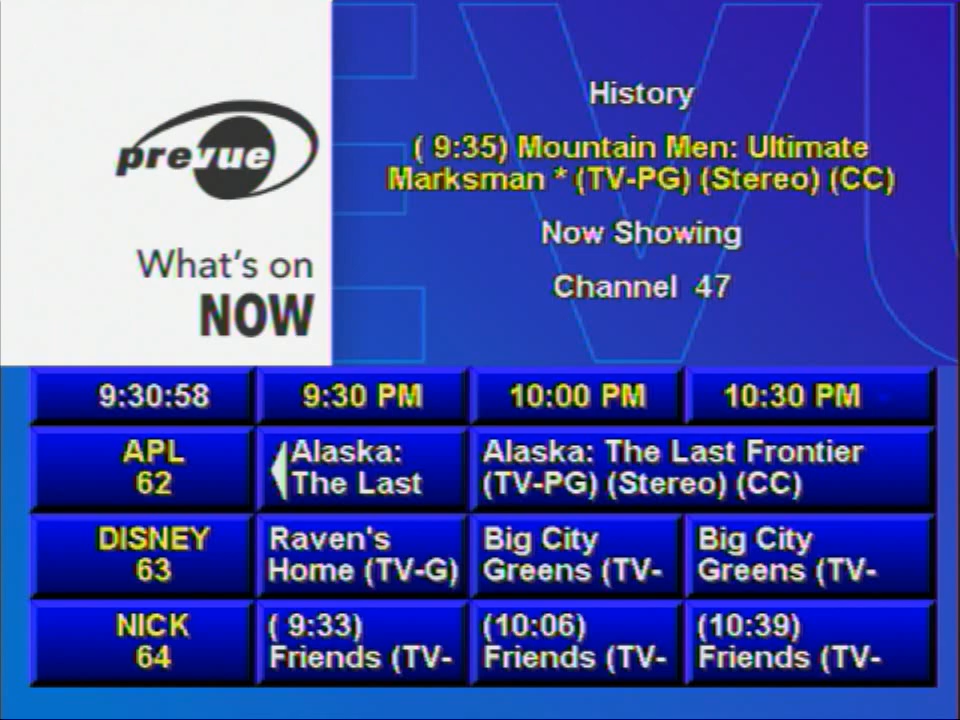 prevue
What's on
NOW
History
( 9:35) Mountain Men: Ultimate
Marksman * (TV-PG) (Stereo) (CC)
Now Showing
Channel 47
9:30:58 9:30 PM 10:00 PM 10:30 PM
APL
62
Alaska:
The Last
Alaska: The Last Frontier
(TV-PG) (Stereo) (CC)
DISNEY
63
Raven's
Home (TV-G)
Big City
Greens (TV-
Big City
Greens (TV-
NICK
64
( 9:33)
Friends (TV-
(10:06)
Friends (TV-
(10:39)
Friends (TV-